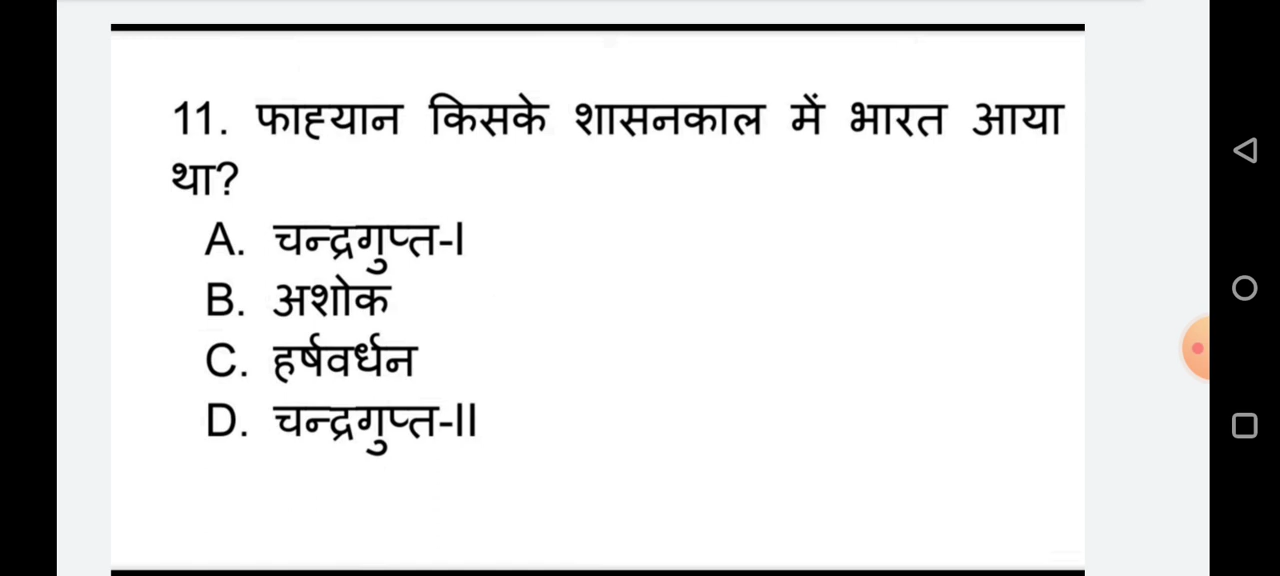 11. फाह्यान किसके शासनकाल में भारत आया
था?
A. चन्द्रगुप्त-I
B. अशोक
C. हर्षवर्धन
D. चन्द्रगुप्त-II